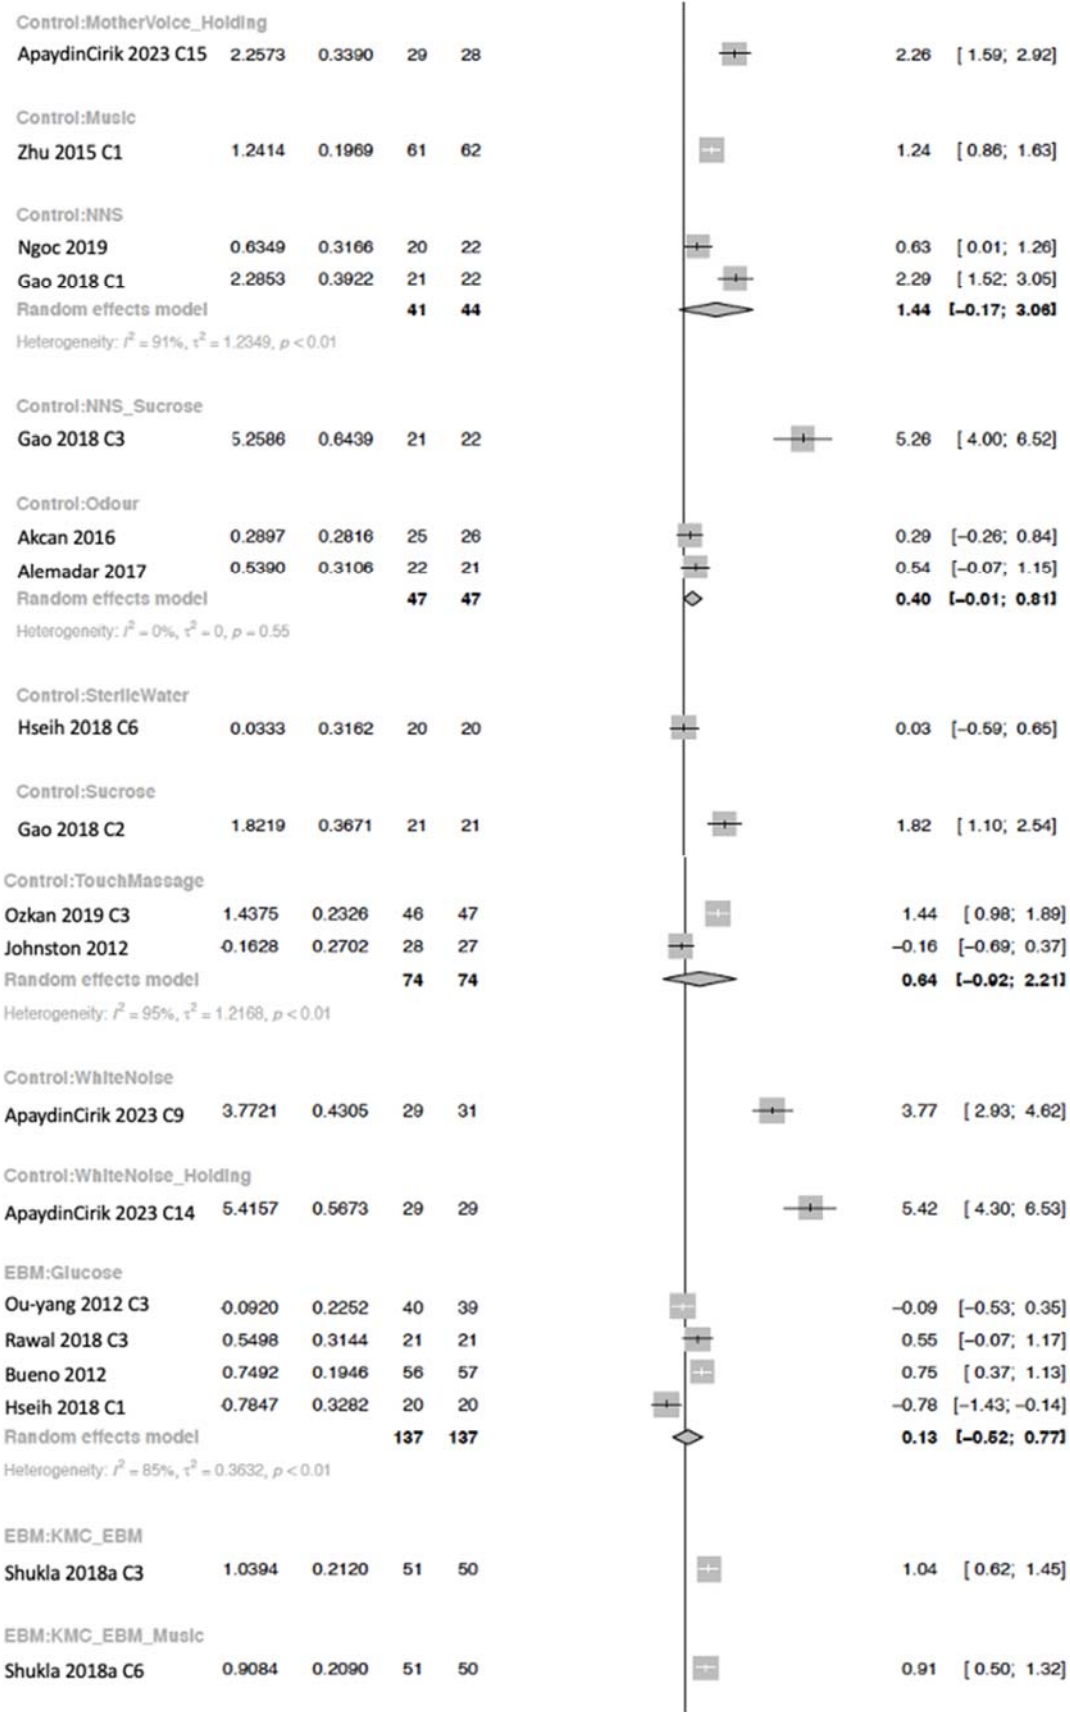 Control:MotherVoice_Holding
ApaydinCirik 2023 C15 2.2573 0.3390 29 28 2.26 [ 1.59; 2.92]
Control:Music
Zhu 2015 C1 1.2414 0.1969 61 62 1.24 [ 0.86; 1.63]
Control:NNS
Ngoc 2019 0.6349 0.3166 20 22 0.63 [ 0.01; 1.26]
Gao 2018 C1 2.2853 0.3922 21 22 2.29 [ 1.52; 3.05]
Random effects model 41 44 1.44 [−0.17; 3.06]
Heterogeneity: I² = 91%, τ² = 1.2349, p < 0.01
Control:NNS_Sucrose
Gao 2018 C3 5.2586 0.6439 21 22 5.26 [ 4.00; 6.52]
Control:Odour
Akcan 2016 0.2897 0.2816 25 26 0.29 [−0.26; 0.84]
Alemadar 2017 0.5390 0.3106 22 21 0.54 [−0.07; 1.15]
Random effects model 47 47 0.40 [−0.01; 0.81]
Heterogeneity: I² = 0%, τ² = 0, p = 0.55
Control:SterileWater
Hseih 2018 C6 0.0333 0.3162 20 20 0.03 [−0.59; 0.65]
Control:Sucrose
Gao 2018 C2 1.8219 0.3671 21 21 1.82 [ 1.10; 2.54]
Control:TouchMassage
Ozkan 2019 C3 1.4375 0.2326 46 47 1.44 [ 0.98; 1.89]
Johnston 2012 0.1628 0.2702 28 27 −0.16 [−0.69; 0.37]
Random effects model 74 74 0.64 [−0.92; 2.21]
Heterogeneity: I² = 95%, τ² = 1.2168, p < 0.01
Control:WhiteNoise
ApaydinCirik 2023 C9 3.7721 0.4305 29 31 3.77 [ 2.93; 4.62]
Control:WhiteNoise_Holding
ApaydinCirik 2023 C14 5.4157 0.5673 29 29 5.42 [ 4.30; 6.53]
EBM:Glucose
Ou-yang 2012 C3 0.0920 0.2252 40 39 −0.09 [−0.53; 0.35]
Rawal 2018 C3 0.5498 0.3144 21 21 0.55 [−0.07; 1.17]
Bueno 2012 0.7492 0.1946 56 57 0.75 [ 0.37; 1.13]
Hseih 2018 C1 0.7847 0.3282 20 20 −0.78 [−1.43; −0.14]
Random effects model 137 137 0.13 [−0.52; 0.77]
Heterogeneity: I² = 85%, τ² = 0.3632, p < 0.01
EBM:KMC_EBM
Shukla 2018a C3 1.0394 0.2120 51 50 1.04 [ 0.62; 1.45]
EBM:KMC_EBM_Music
Shukla 2018a C6 0.9084 0.2090 51 50 0.91 [ 0.50; 1.32]